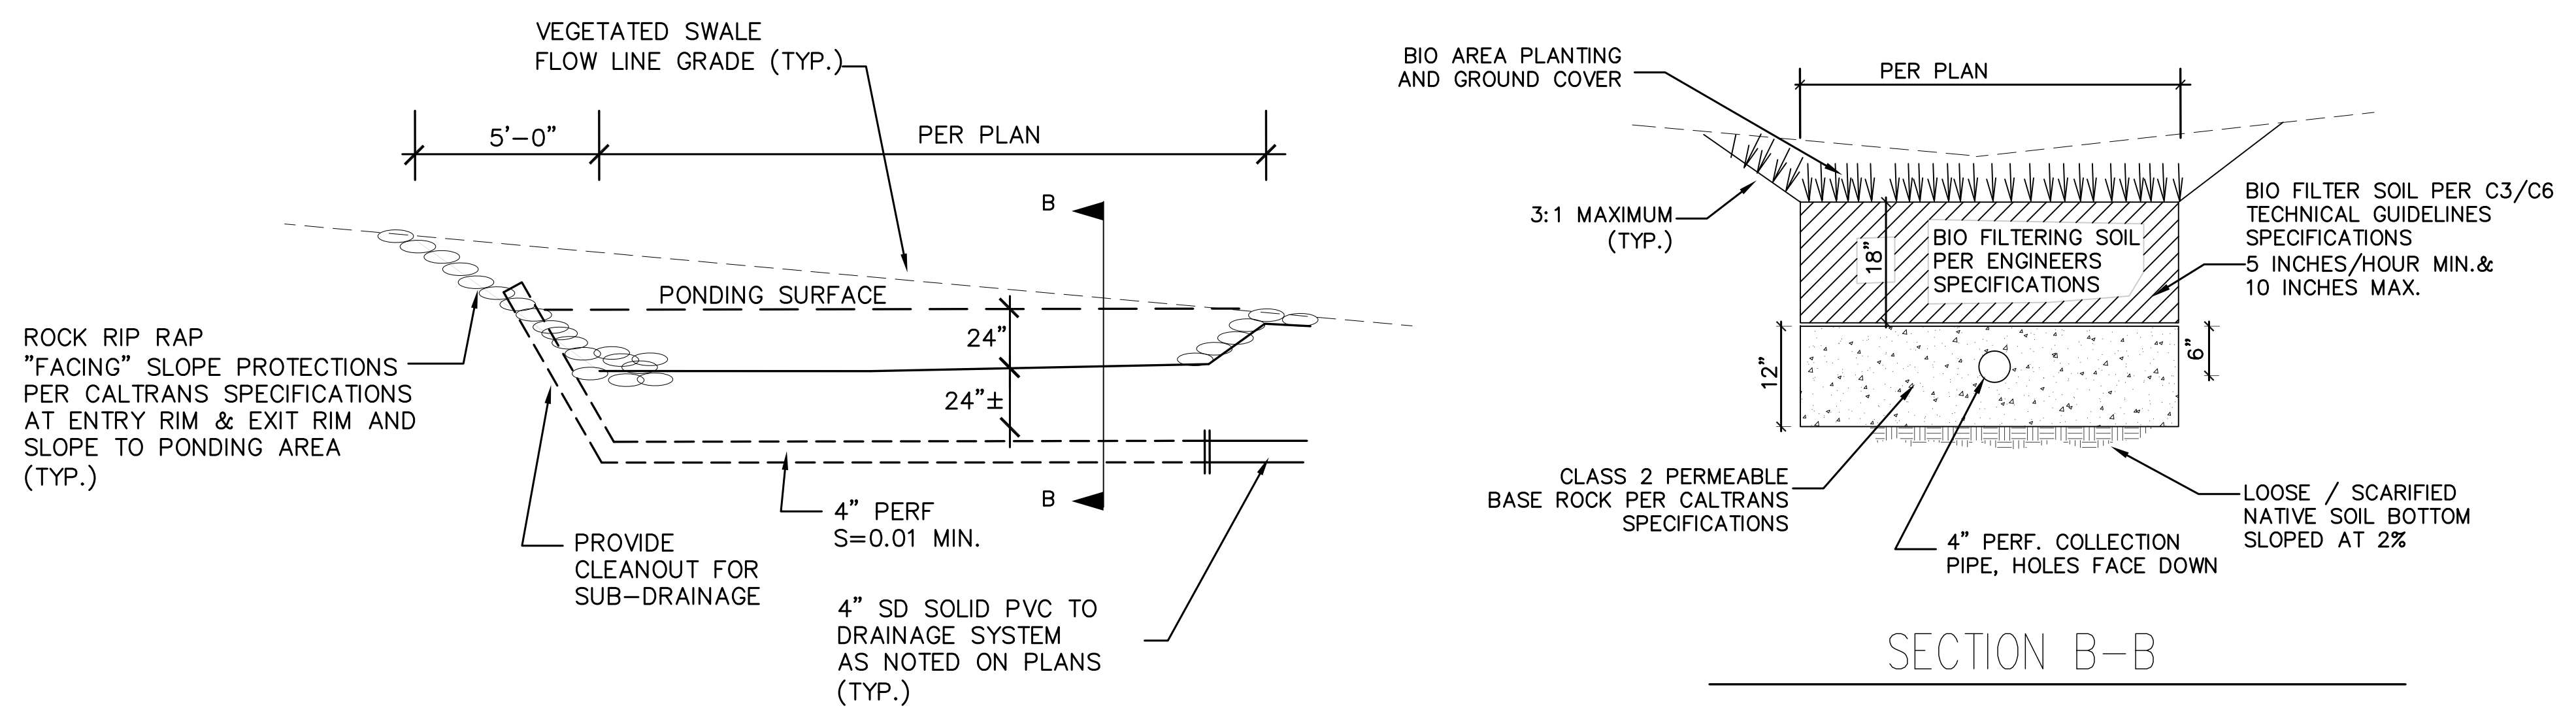 VEGETATED SWALE
FLOW LINE GRADE (TYP.)
5'-0"
PER PLAN
B
PONDING SURFACE
24"
24"±
B
ROCK RIP RAP
"FACING" SLOPE PROTECTIONS
PER CALTRANS SPECIFICATIONS
AT ENTRY RIM & EXIT RIM AND
SLOPE TO PONDING AREA
(TYP.)
PROVIDE
CLEANOUT FOR
SUB-DRAINAGE
4" PERF
S=0.01 MIN.
4" SD SOLID PVC TO
DRAINAGE SYSTEM
AS NOTED ON PLANS
(TYP.)
BIO AREA PLANTING
AND GROUND COVER
PER PLAN
3:1 MAXIMUM
(TYP.)
18"
BIO FILTERING SOIL
PER ENGINEERS
SPECIFICATIONS
BIO FILTER SOIL PER C3/C6
TECHNICAL GUIDELINES
SPECIFICATIONS
5 INCHES/HOUR MIN.&
10 INCHES MAX.
12"
6"
CLASS 2 PERMEABLE
BASE ROCK PER CALTRANS
SPECIFICATIONS
4" PERF. COLLECTION
PIPE, HOLES FACE DOWN
LOOSE / SCARIFIED
NATIVE SOIL BOTTOM
SLOPED AT 2%
SECTION B-B